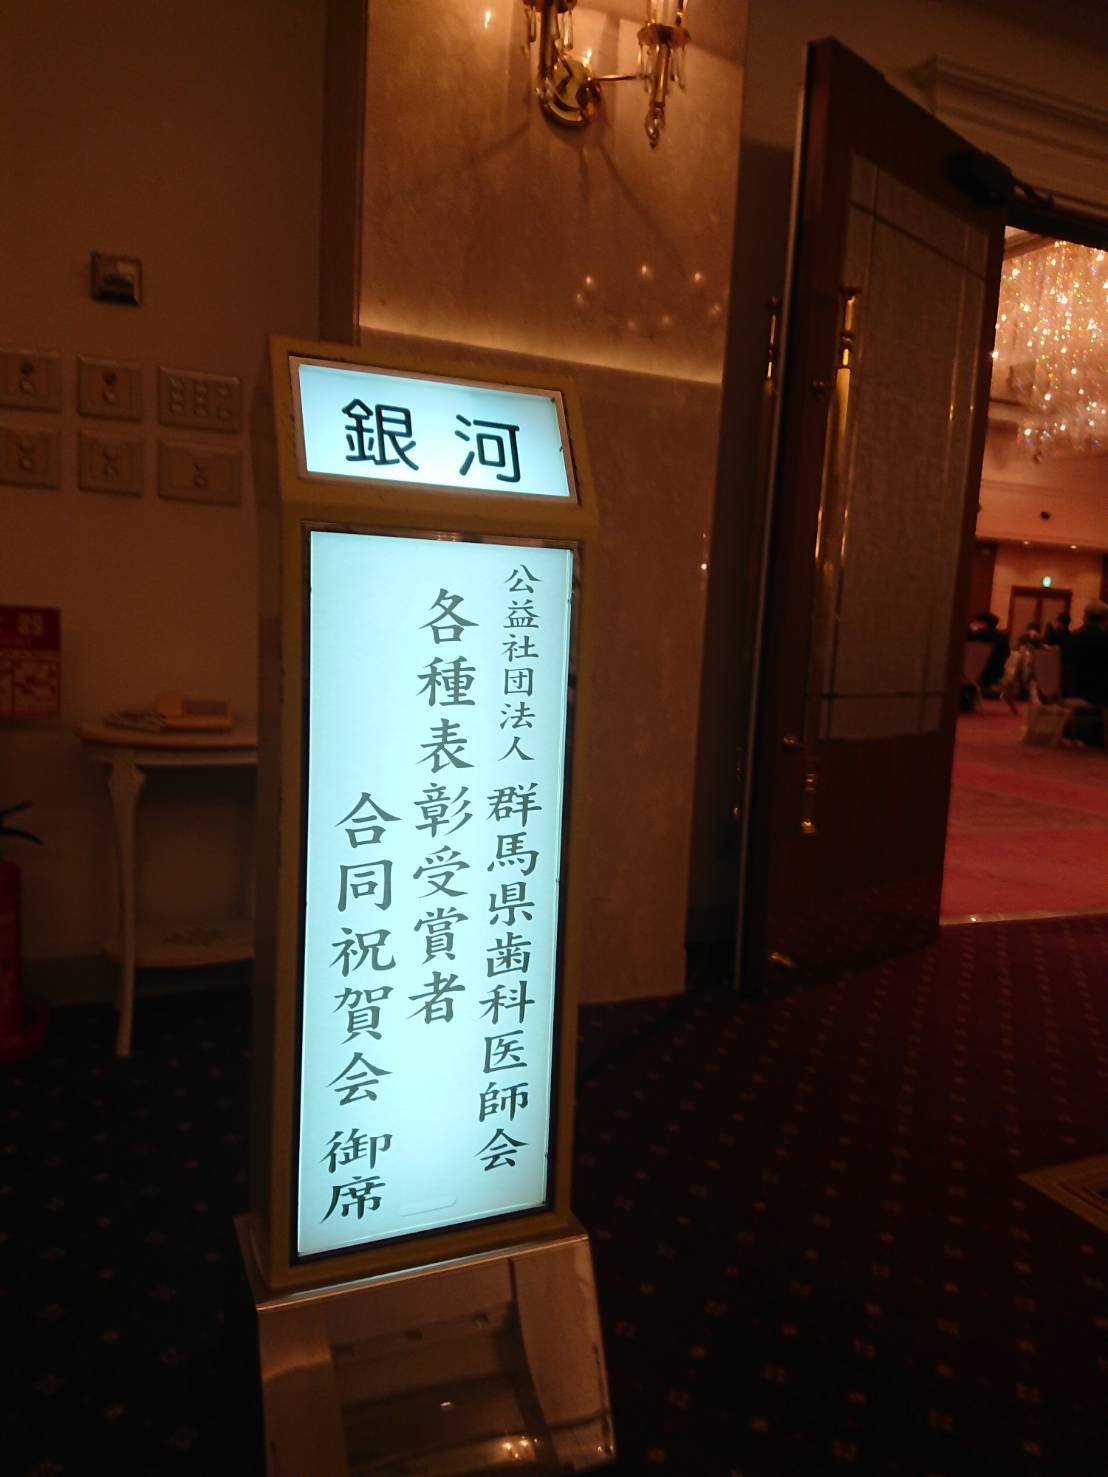 銀河
公益社団法人 群馬県歯科医師会
各種表彰受賞者
合同祝賀会 御席